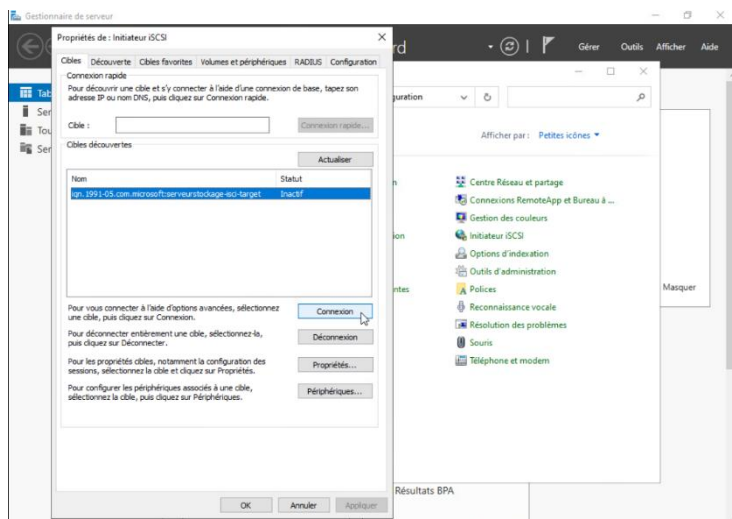 Gestionnaire de serveur
Propriétés de : Initiateur iSCSI
Cibles Découverte Cibles favorites Volumes et périphériques RADIUS Configuration
Connexion rapide
Pour découvrir une cible et s'y connecter à l'aide d'une connexion de base, tapez son
adresse IP ou nom DNS, puis cliquez sur Connexion rapide.
Cible :
Connexion rapide...
Cibles découvertes
Actualiser
Nom Statut
iqn.1991-05.com.microsoft:serveurstockage-isci-target Inactif
Pour vous connecter à l'aide d'options avancées, sélectionnez
une cible, puis cliquez sur Connexion.
Connexion
Pour déconnecter entièrement une cible, sélectionnez-la,
puis cliquez sur Déconnecter.
Déconnexion
Pour les propriétés cibles, notamment la configuration des
sessions, sélectionnez la cible et cliquez sur Propriétés.
Propriétés...
Pour configurer les périphériques associés à une cible,
sélectionnez la cible, puis cliquez sur Périphériques.
Périphériques...
OK Annuler Appliquer
rd
Gérer Outils Afficher Aide
Tab
Ser
Tou
Ser
guration
Afficher par : Petites icônes
n
Centre Réseau et partage
Connexions RemoteApp et Bureau à ...
Gestion des couleurs
ion
Initiateur iSCSI
Options d'indexation
Outils d'administration
ntes
Polices
Masquer
Reconnaissance vocale
Résolution des problèmes
Souris
Téléphone et modem
Résultats BPA